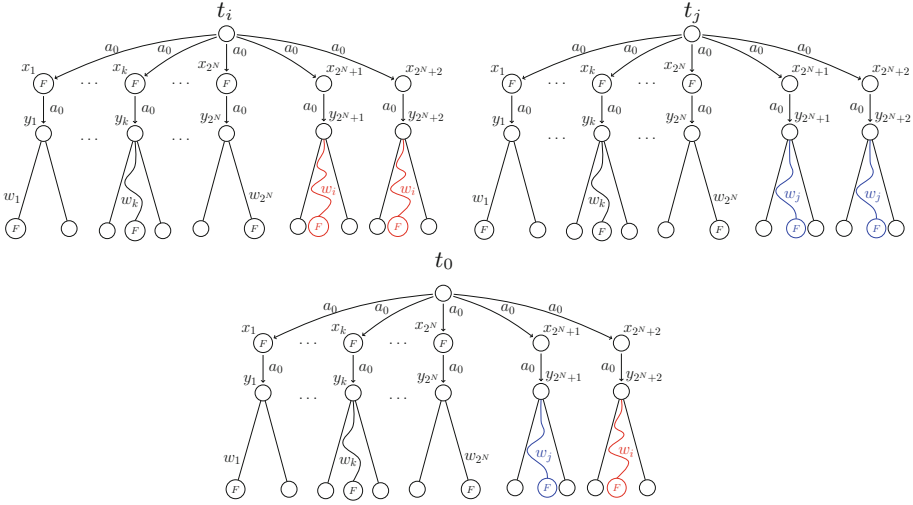 t_i t_j
a_0 a_0 a_0 a_0 a_0 a_0 a_0 a_0 a_0 a_0
x_1 ... x_k ... x_{2^N} x_{2^N+1} x_{2^N+2} x_1 ... x_k ... x_{2^N} x_{2^N+1} x_{2^N+2}
F F F F F F
a_0 a_0 a_0 a_0 a_0 a_0 a_0 a_0 a_0 a_0
y_1 ... y_k ... y_{2^N} y_{2^N+1} y_{2^N+2} y_1 ... y_k ... y_{2^N} y_{2^N+1} y_{2^N+2}
w_1 w_k w_{2^N} w_i w_i w_1 w_k w_{2^N} w_j w_j
F F F F F F F F F F
t_0
a_0 a_0 a_0 a_0 a_0
x_1 ... x_k ... x_{2^N} x_{2^N+1} x_{2^N+2}
F F F
a_0 a_0 a_0 a_0 a_0
y_1 ... y_k ... y_{2^N} y_{2^N+1} y_{2^N+2}
w_1 w_k w_{2^N} w_j w_i
F F F F F